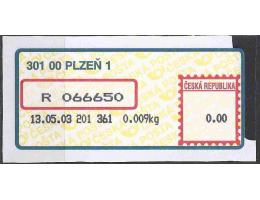 301 00 PLZEŇ 1
R 066650
ČESKÁ REPUBLIKA
0.00
13.05.03 201 361 0.009kg